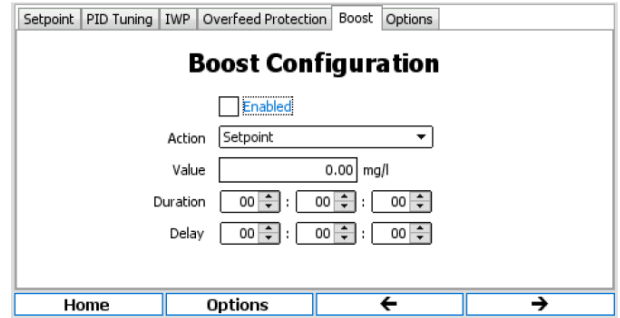 Setpoint PID Tuning IWP Overfeed Protection Boost Options
Boost Configuration
Enabled
Action Setpoint
Value 0.00 mg/l
Duration 00 : 00 : 00
Delay 00 : 00 : 00
Home Options ← →